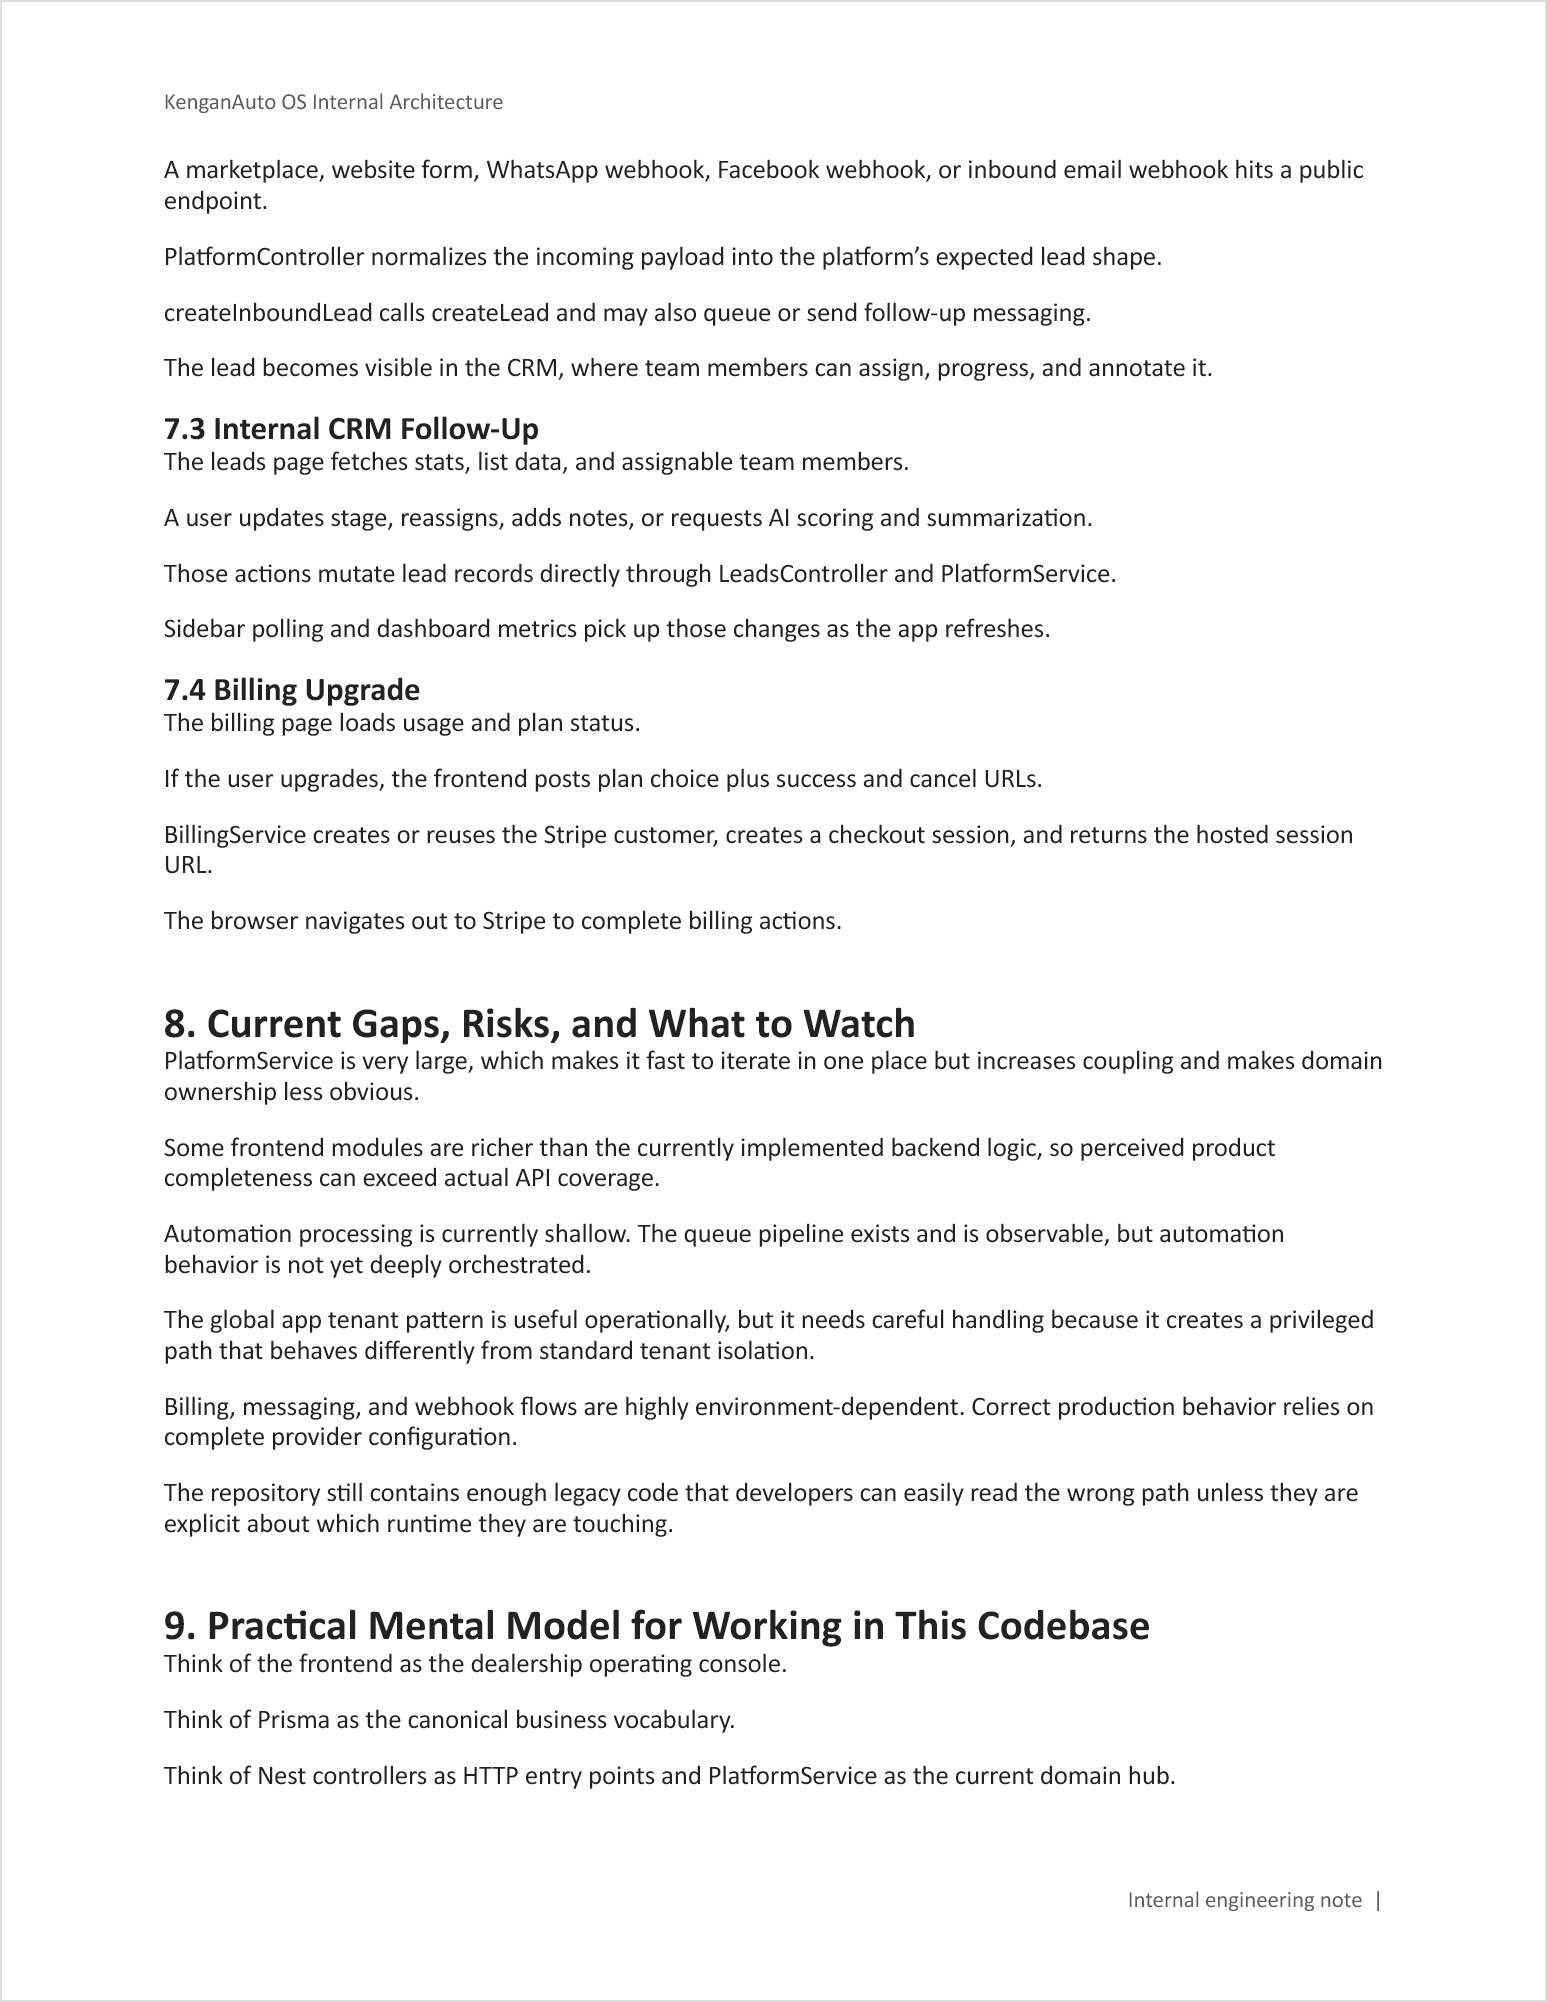 KenganAuto OS Internal Architecture
A marketplace, website form, WhatsApp webhook, Facebook webhook, or inbound email webhook hits a public
endpoint.
PlatformController normalizes the incoming payload into the platform’s expected lead shape.
createInboundLead calls createLead and may also queue or send follow-up messaging.
The lead becomes visible in the CRM, where team members can assign, progress, and annotate it.
7.3 Internal CRM Follow-Up
The leads page fetches stats, list data, and assignable team members.
A user updates stage, reassigns, adds notes, or requests AI scoring and summarization.
Those actions mutate lead records directly through LeadsController and PlatformService.
Sidebar polling and dashboard metrics pick up those changes as the app refreshes.
7.4 Billing Upgrade
The billing page loads usage and plan status.
If the user upgrades, the frontend posts plan choice plus success and cancel URLs.
BillingService creates or reuses the Stripe customer, creates a checkout session, and returns the hosted session
URL.
The browser navigates out to Stripe to complete billing actions.
8. Current Gaps, Risks, and What to Watch
PlatformService is very large, which makes it fast to iterate in one place but increases coupling and makes domain
ownership less obvious.
Some frontend modules are richer than the currently implemented backend logic, so perceived product
completeness can exceed actual API coverage.
Automation processing is currently shallow. The queue pipeline exists and is observable, but automation
behavior is not yet deeply orchestrated.
The global app tenant pattern is useful operationally, but it needs careful handling because it creates a privileged
path that behaves differently from standard tenant isolation.
Billing, messaging, and webhook flows are highly environment-dependent. Correct production behavior relies on
complete provider configuration.
The repository still contains enough legacy code that developers can easily read the wrong path unless they are
explicit about which runtime they are touching.
9. Practical Mental Model for Working in This Codebase
Think of the frontend as the dealership operating console.
Think of Prisma as the canonical business vocabulary.
Think of Nest controllers as HTTP entry points and PlatformService as the current domain hub.
Internal engineering note |